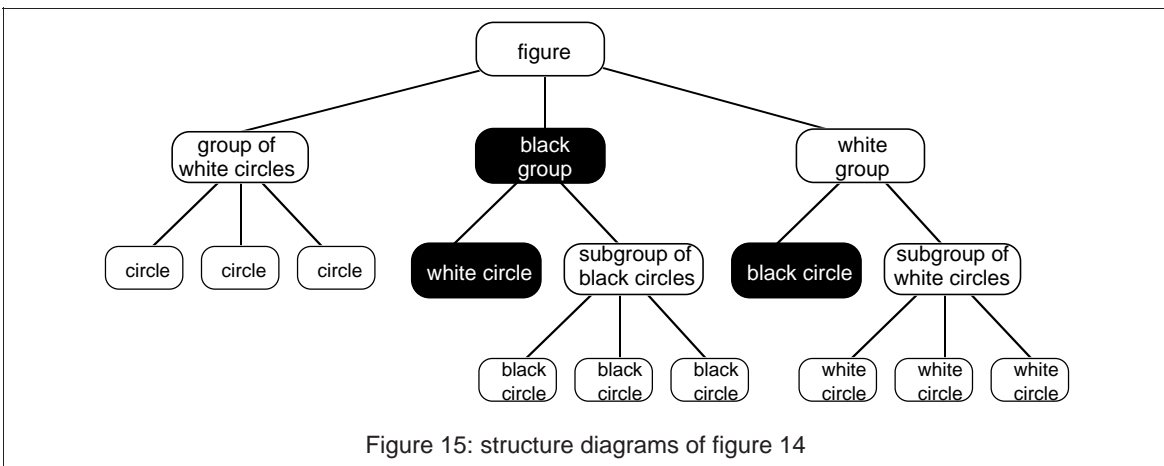 figure
group of
white circles
black
group
white
group
circle
circle
circle
white circle
subgroup of
black circles
black circle
subgroup of
white circles
black
circle
black
circle
black
circle
white
circle
white
circle
white
circle
Figure 15: structure diagrams of figure 14